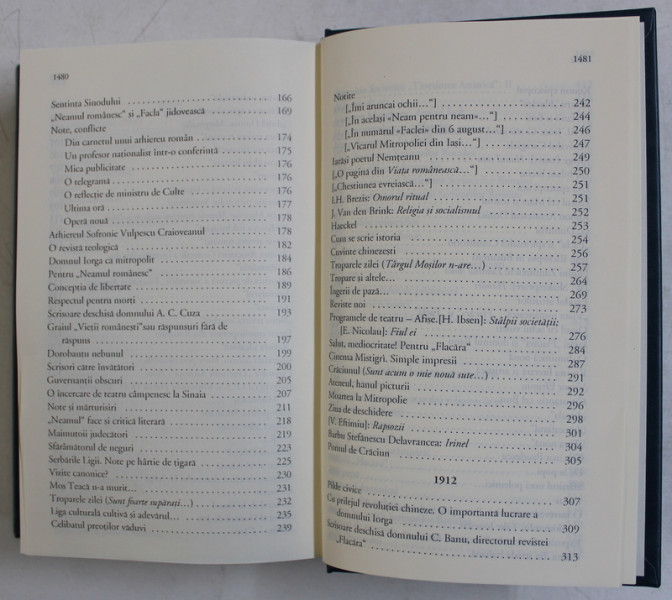 1480
Sentința Sinodului 166
„Neamul românesc“ și „Facla“ jidovească 169
Note, conflicte
Din carnetul unui arhiereu român 174
Un profesor naționalist într-o conferință 175
Mica publicitate 176
O telegramă 176
O reflecție de ministru de Culte 176
Ultima oră 177
Operă nouă 178
Arhiereul Sofronie Vulpescu Craioveanul 178
O revistă teologică 182
Domnul Iorga ca mitropolit 184
Pentru „Neamul românesc“ 186
Concepția de libertate 189
Respectul pentru morți 191
Scrisoare deschisă domnului A. C. Cuza 193
Graiul „Vieții românești“ sau răspunsuri fără de
răspuns 197
Dorobanțu nebunul 199
Scrisori către învățători 200
Guvernanții obscuri 205
O încercare de teatru câmpenesc la Sinaia 207
Note și mărturisiri 211
„Neamul“ face și critică literară 218
Maimuțoii judecători 219
Sfărâmătorul de neguri 223
Serbările Ligii. Note pe hârtie de țigară 225
Vizite canonice? 230
Moș Teacă n-a murit... 231
Troparele zilei (Sunt foarte supărați...) 232
Liga culturală cultivă și adevărul... 235
Celibatul preoților văduvi 239
1481
Notițe
[„Îmi aruncai ochii...“] 242
[„În același «Neam pentru neam»...“] 244
[„În numărul «Faclei» din 6 august...“] 246
[„Vicarul Mitropoliei din Iași...“] 247
Iarăși poetul Nemțeanu 249
[„O pagina din Viața românească...“] 250
[„Chestiunea evreiască...“] 251
I.H. Brezis: Omorul ritual 251
J. Van den Brink: Religia și socialismul 252
Haeckel 253
Cum se scrie istoria 254
Cuvinte chinezești 256
Troparele zilei (Târgul Moșilor n-are...) 257
Tropare și altele... 264
Îngerii de pază... 269
Reviste noi 273
Programele de teatru – Afișe. [H. Ibsen]: Stâlpii societății;
[E. Nicolau]: Fiul ei 276
Salut, mediocritate! Pentru „Flacăra“ 284
Cinema Mistigri. Simple impresii 287
Crăciunul (Sunt acum o mie nouă sute...) 291
Ateneul, hanul picturii 292
Moartea la Mitropolie 296
Ziua de deschidere 298
[V. Eftimiu]: Rapsozii 301
Barbu Ștefănescu Delavrancea: Irinel 304
Pomul de Crăciun 305
1912
Pilde civice 307
Cu prilejul revoluției chineze. O importantă lucrare a
domnului Iorga 309
Scrisoare deschisă domnului C. Banu, directorul revistei
„Flacăra“ 313